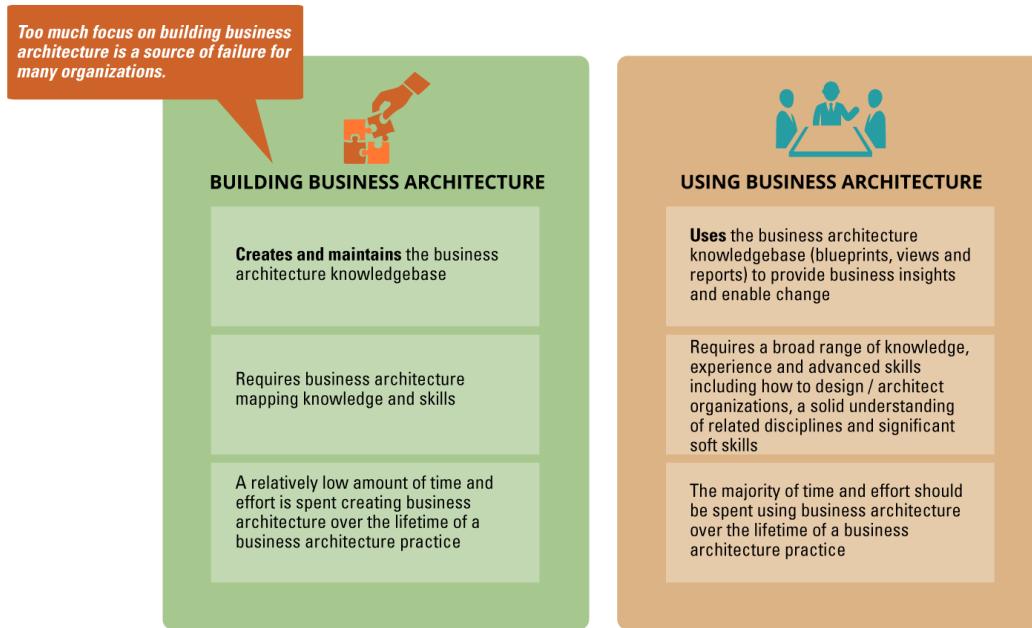 Too much focus on building business
architecture is a source of failure for
many organizations.
BUILDING BUSINESS ARCHITECTURE
Creates and maintains the business
architecture knowledgebase
Requires business architecture
mapping knowledge and skills
A relatively low amount of time and
effort is spent creating business
architecture over the lifetime of a
business architecture practice
USING BUSINESS ARCHITECTURE
Uses the business architecture
knowledgebase (blueprints, views and
reports) to provide business insights
and enable change
Requires a broad range of knowledge,
experience and advanced skills
including how to design / architect
organizations, a solid understanding
of related disciplines and significant
soft skills
The majority of time and effort should
be spent using business architecture
over the lifetime of a business
architecture practice